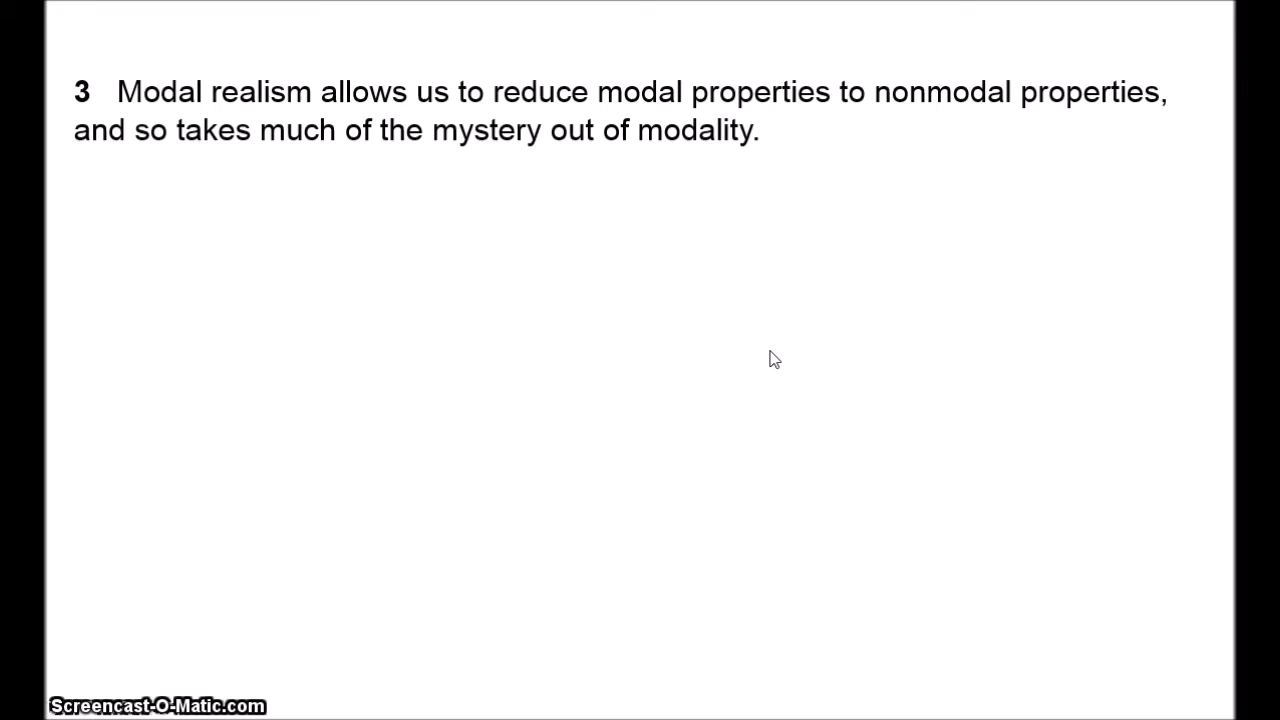 3 Modal realism allows us to reduce modal properties to nonmodal properties,
and so takes much of the mystery out of modality.
Screencast-O-Matic.com